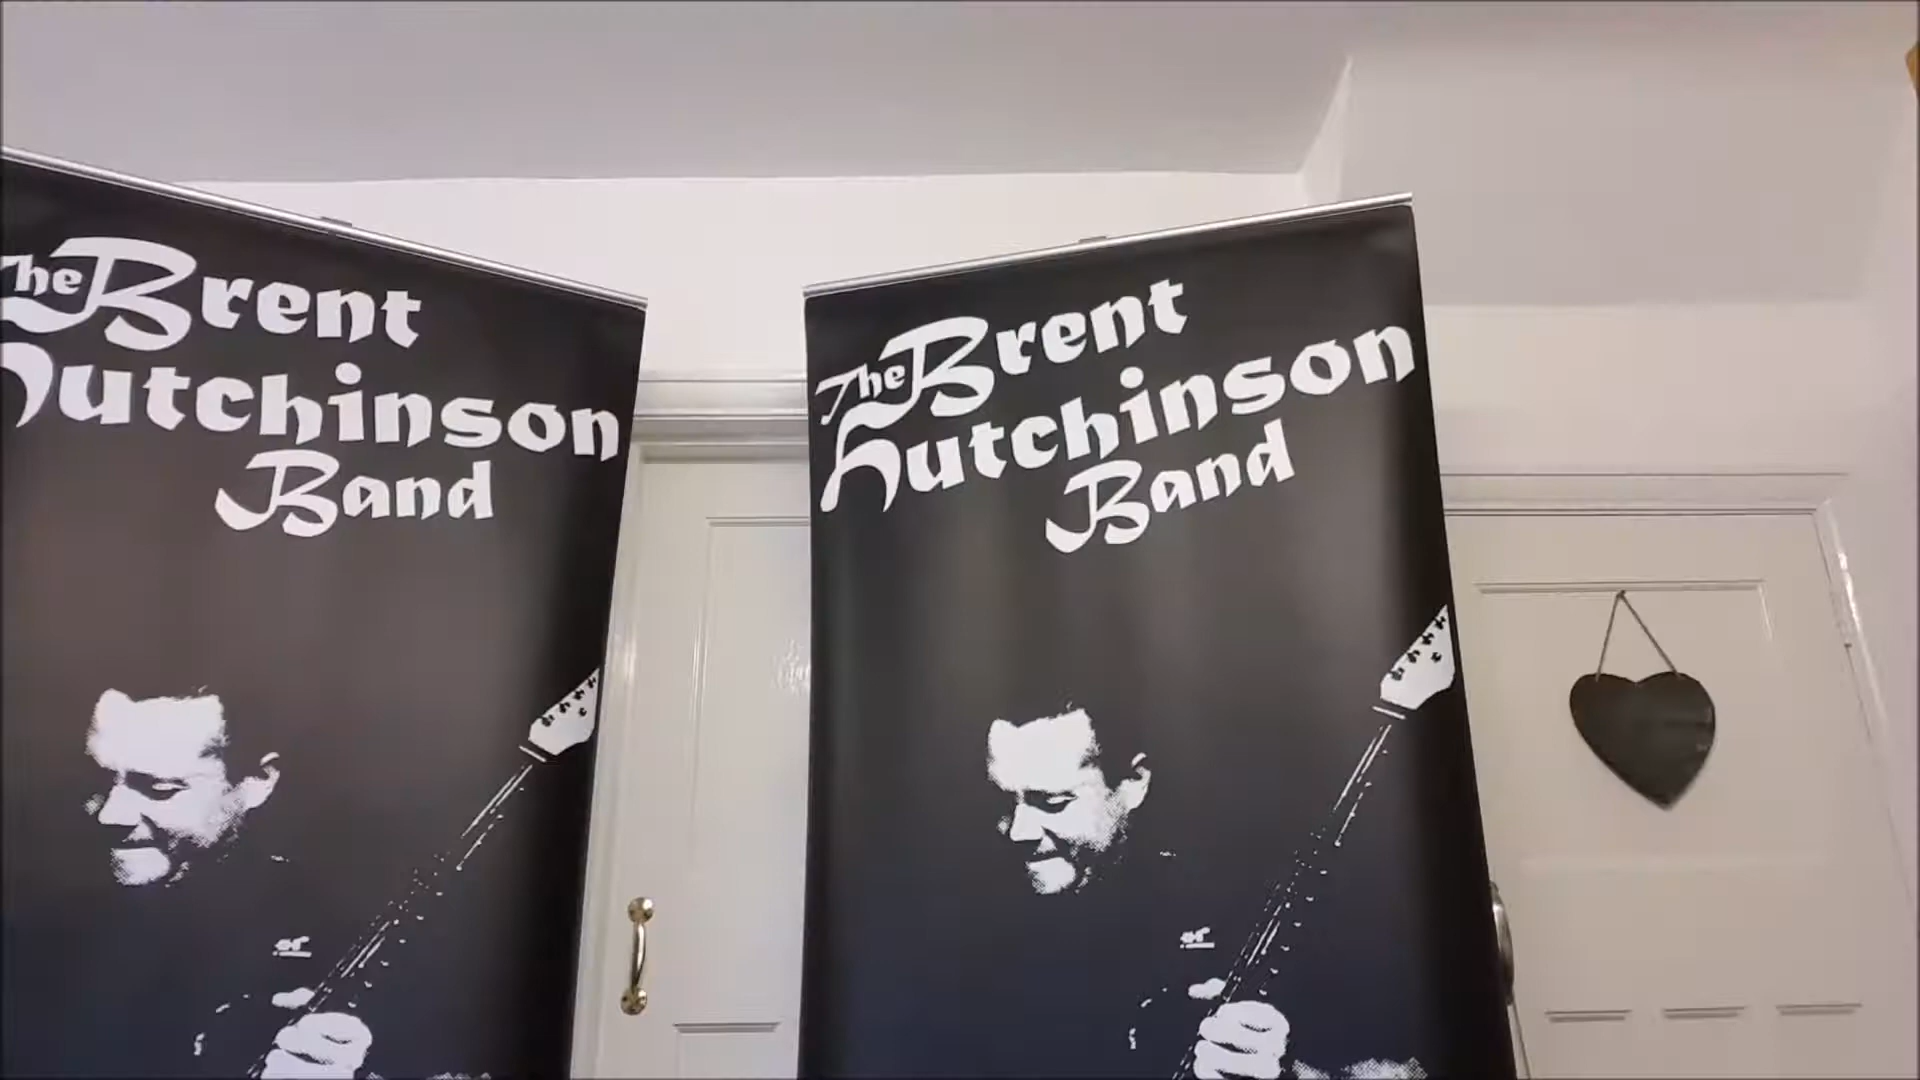 The Brent
Hutchinson
Band
The Brent
Hutchinson
Band